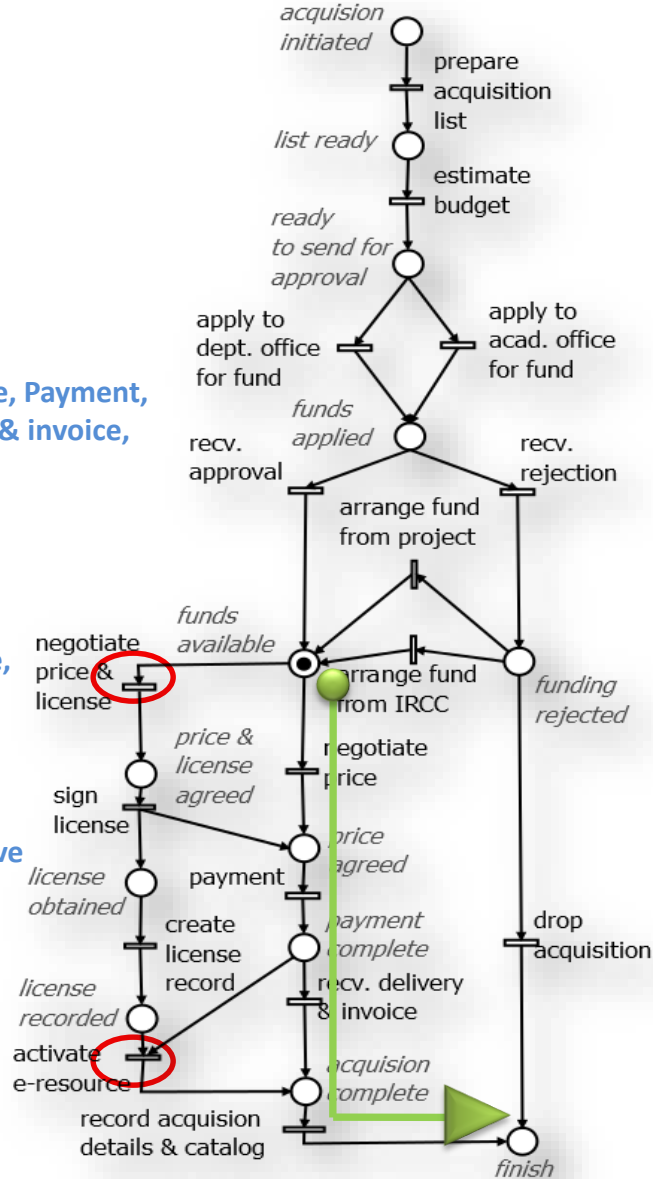 acquision
initiated
prepare
acquisition
list
list ready
estimate
budget
ready
to send for
approval
apply to
dept. office
for fund
apply to
acad. office
for fund
e, Payment,
& invoice,
funds
applied
recv.
approval
recv.
rejection
arrange fund
from project
funds
available
negotiate
price &
license
e,
arrange fund
from IRCC
funding
rejected
price &
license
agreed
negotiate
price
sign
license
price
agreed
ve
license
obtained
payment
create
license
record
payment
complete
drop
acquisition
recv. delivery
& invoice
license
recorded
activate
e-resource
acquision
complete
record acquision
details & catalog
finish